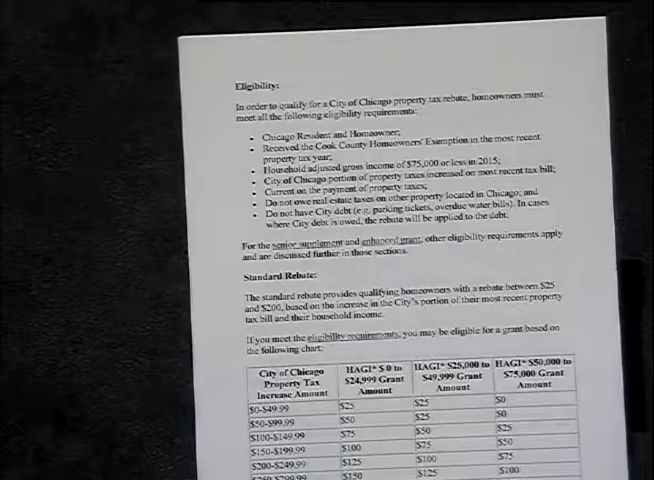 Eligibility:
In order to qualify for a City of Chicago property tax rebate, homeowners must
meet all the following eligibility requirements:
• Chicago Resident and Homeowner;
• Received the Cook County Homeowners' Exemption in the most recent
property tax year;
• Household adjusted gross income of $75,000 or less in 2015;
• City of Chicago portion of property taxes increased on most recent tax bill;
• Current on the payment of property taxes;
• Do not owe real estate taxes on other property located in Chicago; and
• Do not have City debt (e.g. parking tickets, overdue water bills). In cases
where City debt is owed, the rebate will be applied to the debt.
For the senior supplement and enhanced grant, other eligibility requirements apply
and are discussed further in those sections.
Standard Rebate:
The standard rebate provides qualifying homeowners with a rebate between $25
and $200, based on the increase in the City's portion of their most recent property
tax bill and their household income.
If you meet the eligibility requirements, you may be eligible for a grant based on
the following chart:
City of Chicago Property Tax Increase Amount HAGI* $ 0 to $24,999 Grant Amount HAGI* $25,000 to $49,999 Grant Amount HAGI* $50,000 to $75,000 Grant Amount
$0-$49.99 $25 $25 $0
$50-$99.99 $50 $25 $0
$100-$149.99 $75 $50 $25
$150-$199.99 $100 $75 $50
$200-$249.99 $125 $100 $75
$250-$299.99 $150 $125 $100